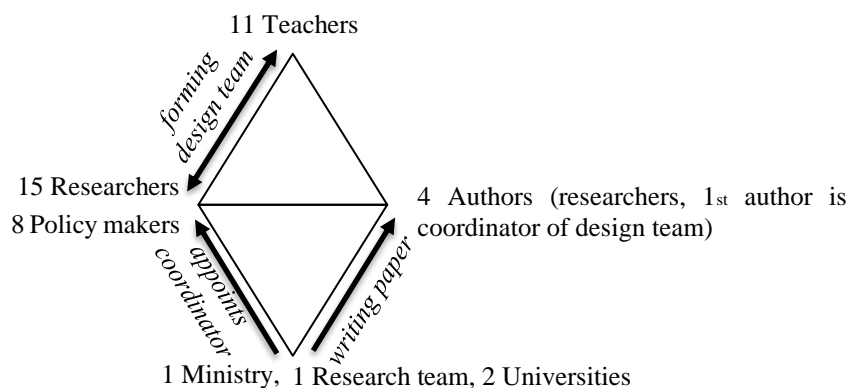 11 Teachers
forming
design team
15 Researchers
8 Policy makers
4 Authors (researchers, 1st author is
coordinator of design team)
appoints
coordinator
writing paper
1 Ministry, 1 Research team, 2 Universities